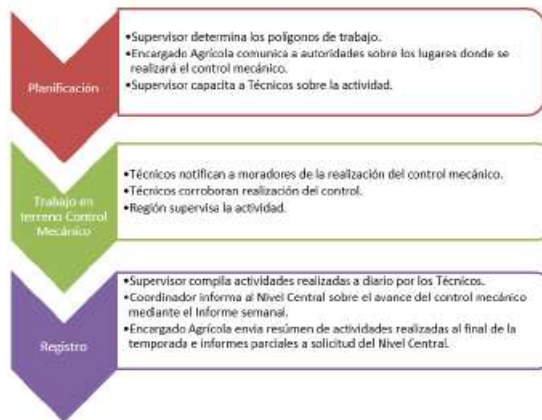 Planificación
•Supervisor determina los polígonos de trabajo.
•Encargado Agrícola comunica a autoridades sobre los lugares donde se
realizará el control mecánico.
•Supervisor capacita a Técnicos sobre la actividad.
Trabajo en
terreno Control
Mecánico
•Técnicos notifican a moradores de la realización del control mecánico.
•Técnicos corroboran realización del control.
•Región supervisa la actividad.
Registro
•Supervisor compila actividades realizadas a diario por los Técnicos.
•Coordinador informa al Nivel Central sobre el avance del control mecánico
mediante el Informe semanal.
•Encargado Agrícola envia resúmen de actividades realizadas al final de la
temporada e informes parciales a solicitud del Nivel Central.